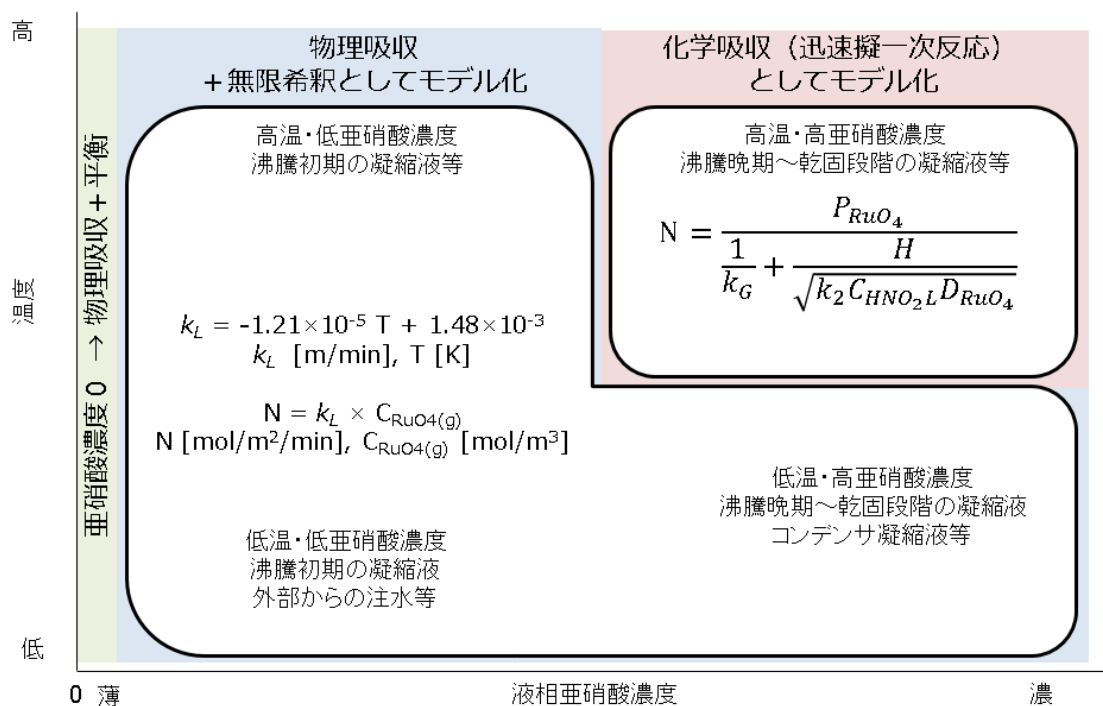 高
温度
低
亜硝酸濃度 0 → 物理吸収 + 平衡
物理吸収
+無限希釈としてモデル化
高温・低亜硝酸濃度
沸騰初期の凝縮液等
k_L = -1.21×10⁻⁵ T + 1.48×10⁻³
k_L [m/min], T [K]
N = k_L × C_RuO4(g)
N [mol/m²/min], C_RuO4(g) [mol/m³]
低温・低亜硝酸濃度
沸騰初期の凝縮液
外部からの注水等
化学吸収（迅速擬一次反応）
としてモデル化
高温・高亜硝酸濃度
沸騰晩期～乾固段階の凝縮液等
N = P_RuO₄ / (1/k_G + H/√(k₂C_HNO₂L D_RuO₄))
低温・高亜硝酸濃度
沸騰晩期～乾固段階の凝縮液
コンデンサ凝縮液等
0 薄
液相亜硝酸濃度
濃